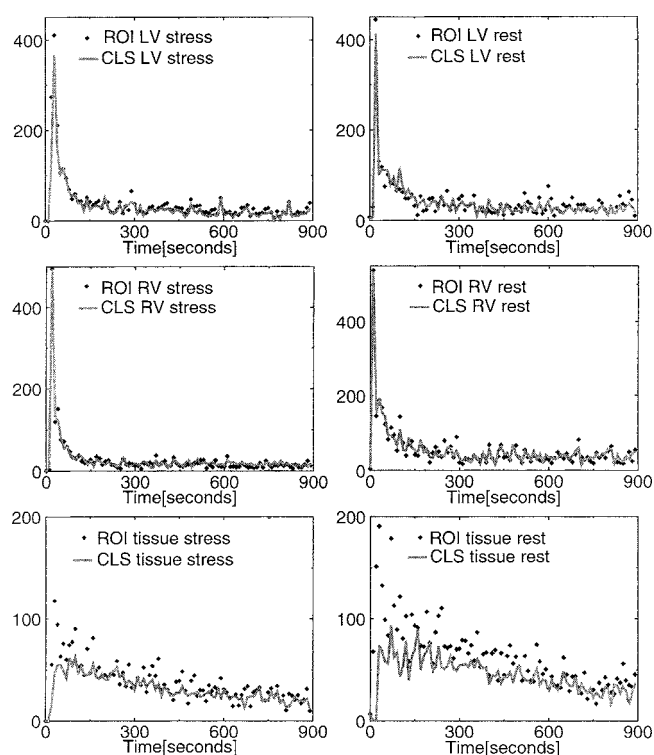 400
200
0
ROI LV stress
CLS LV stress
0
300
600
900
Time[seconds]
400
200
0
ROI LV rest
CLS LV rest
0
300
600
900
Time[seconds]
400
200
0
ROI RV stress
CLS RV stress
0
300
600
900
Time[seconds]
400
200
0
ROI RV rest
CLS RV rest
0
300
600
900
Time[seconds]
200
100
0
ROI tissue stress
CLS tissue stress
0
300
600
900
Time[seconds]
200
100
0
ROI tissue rest
CLS tissue rest
0
300
600
900
Time[seconds]